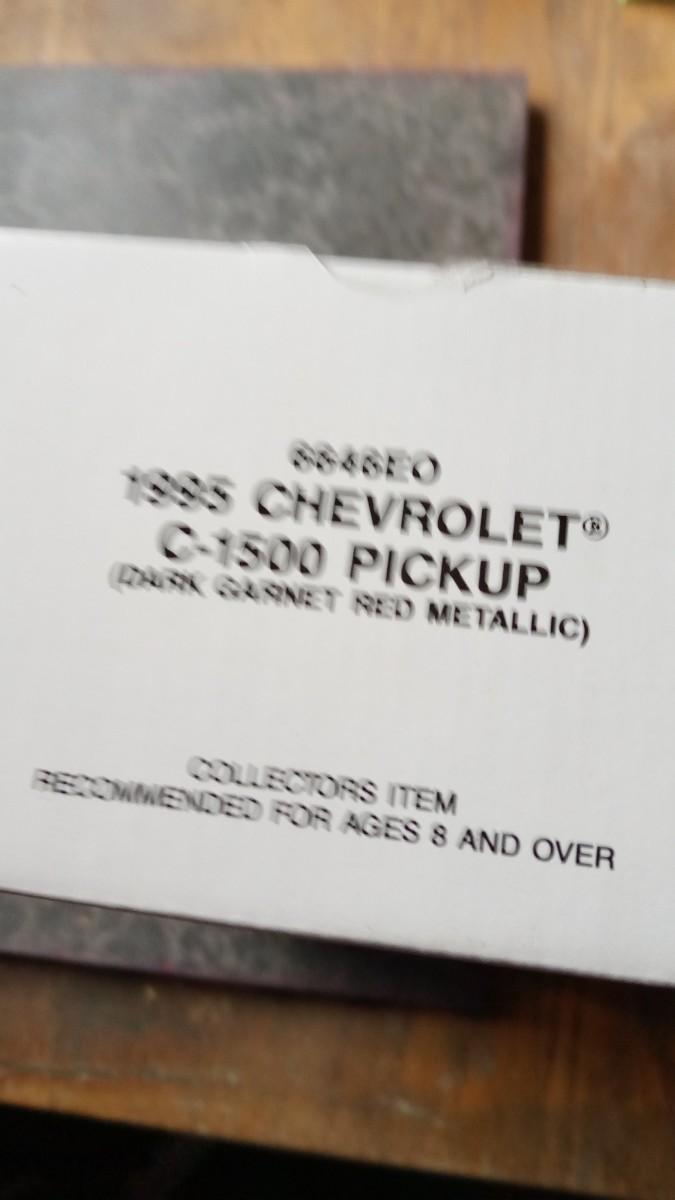 1995 CHEVROLET®
C-1500 PICKUP
(DARK GARNET RED METALLIC)
COLLECTORS ITEM
RECOMMENDED FOR AGES 8 AND OVER